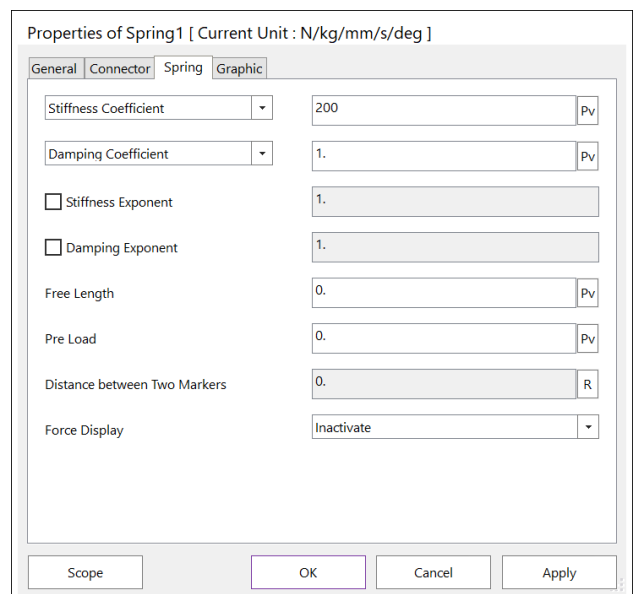 Properties of Spring1 [ Current Unit : N/kg/mm/s/deg ]
General Connector Spring Graphic
Stiffness Coefficient 200 Pv
Damping Coefficient 1. Pv
Stiffness Exponent 1.
Damping Exponent 1.
Free Length 0. Pv
Pre Load 0. Pv
Distance between Two Markers 0. R
Force Display Inactivate
Scope OK Cancel Apply